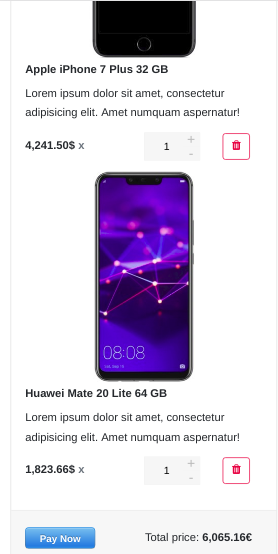 Apple iPhone 7 Plus 32 GB
Lorem ipsum dolor sit amet, consectetur
adipisicing elit. Amet numquam aspernatur!
4,241.50$ x 1 + -
08:08
Huawei Mate 20 Lite 64 GB
Lorem ipsum dolor sit amet, consectetur
adipisicing elit. Amet numquam aspernatur!
1,823.66$ x 1 + -
Pay Now Total price: 6,065.16€